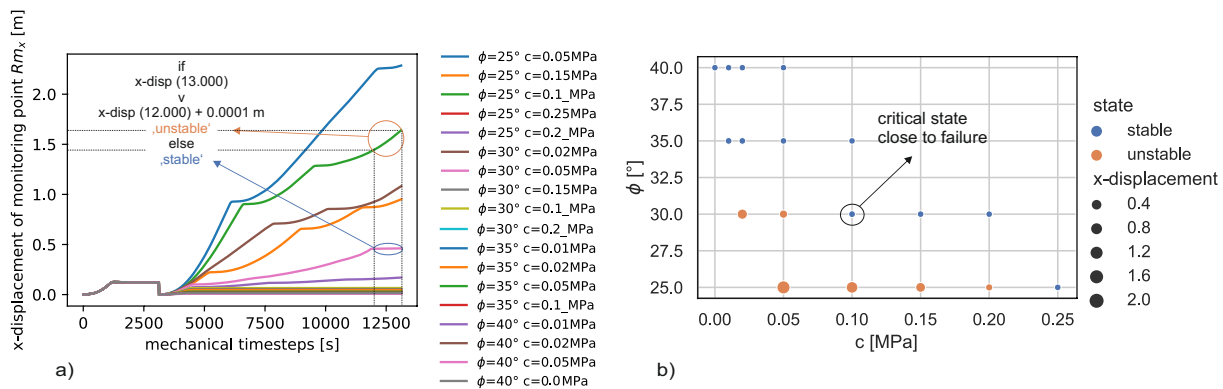 x-displacement of monitoring point Rmₓ [m]
2.0
1.5
1.0
0.5
0.0
if
x-disp (13.000)
v
x-disp (12.000) + 0.0001 m
‚unstable‘
else
‚stable‘
0
2500
5000
7500
10000
12500
mechanical timesteps [s]
a)
ϕ=25° c=0.05MPa
ϕ=25° c=0.15MPa
ϕ=25° c=0.1_MPa
ϕ=25° c=0.25MPa
ϕ=25° c=0.2_MPa
ϕ=30° c=0.02MPa
ϕ=30° c=0.05MPa
ϕ=30° c=0.15MPa
ϕ=30° c=0.1_MPa
ϕ=30° c=0.2_MPa
ϕ=35° c=0.01MPa
ϕ=35° c=0.02MPa
ϕ=35° c=0.05MPa
ϕ=35° c=0.1_MPa
ϕ=40° c=0.01MPa
ϕ=40° c=0.02MPa
ϕ=40° c=0.05MPa
ϕ=40° c=0.0MPa
ϕ [°]
40.0
37.5
35.0
32.5
30.0
27.5
25.0
critical state
close to failure
0.00
0.05
0.10
0.15
0.20
0.25
c [MPa]
b)
state
stable
unstable
x-displacement
0.4
0.8
1.2
1.6
2.0